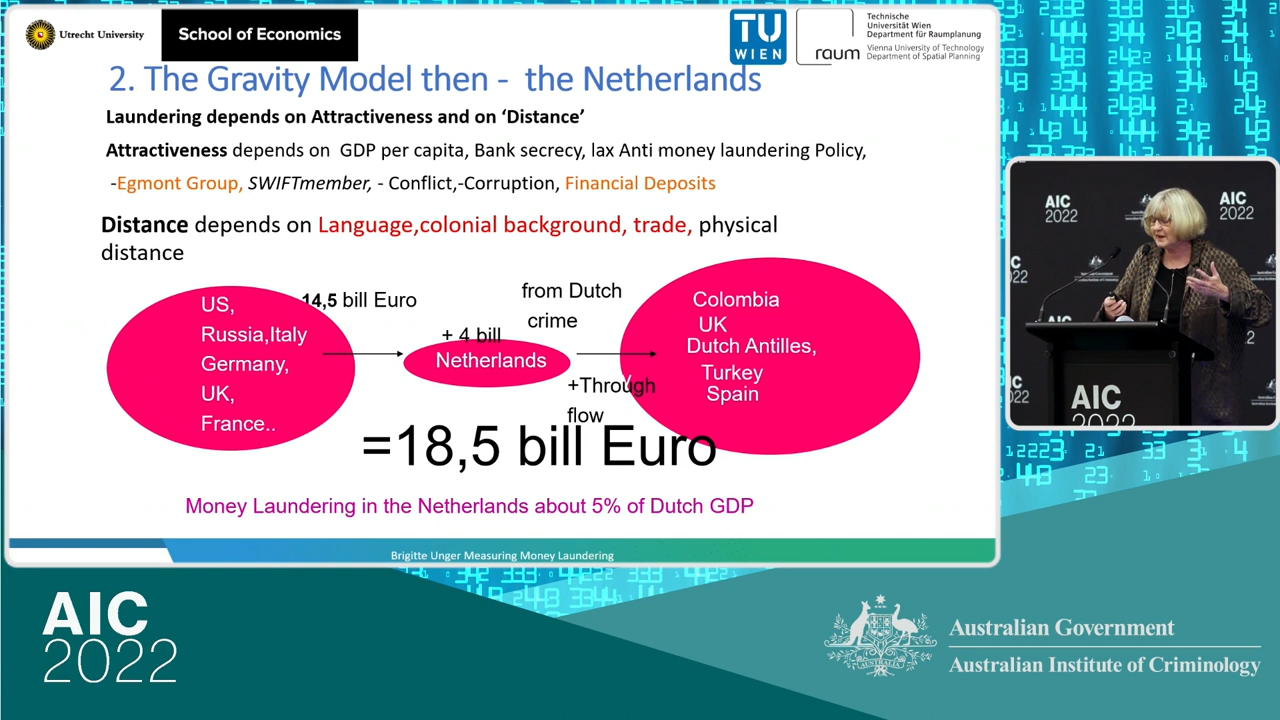 Utrecht University
School of Economics
TU
WIEN
raum
Technische
Universität Wien
Department für Raumplanung
Vienna University of Technology
Department of Spatial Planning
2. The Gravity Model then - the Netherlands
Laundering depends on Attractiveness and on ‘Distance’
Attractiveness depends on GDP per capita, Bank secrecy, lax Anti money laundering Policy,
-Egmont Group, SWIFTmember, - Conflict,-Corruption, Financial Deposits
Distance depends on Language,colonial background, trade, physical
distance
US,
Russia,Italy
Germany,
UK,
France..
14,5 bill Euro
+ 4 bill
Netherlands
from Dutch
crime
+Through
flow
Colombia
UK
Dutch Antilles,
Turkey
Spain
=18,5 bill Euro
Money Laundering in the Netherlands about 5% of Dutch GDP
Brigitte Unger Measuring Money Laundering
AIC
2022
AIC
2022
AIC
2022
AIC
2022
Australian Government
Australian Institute of Criminology